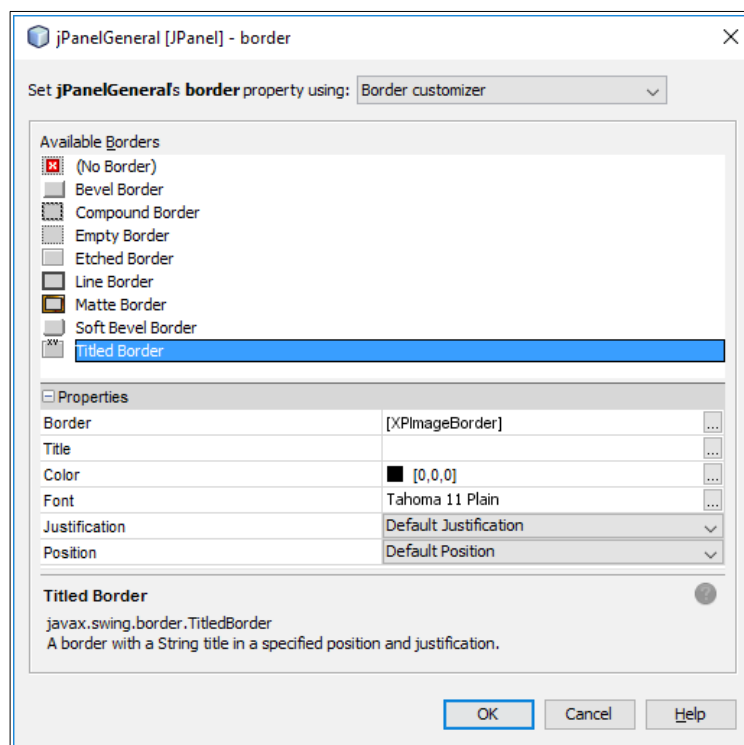 jPanelGeneral [JPanel] - border
Set jPanelGeneral's border property using: Border customizer
Available Borders
(No Border)
Bevel Border
Compound Border
Empty Border
Etched Border
Line Border
Matte Border
Soft Bevel Border
XY Titled Border
Properties
Border [XPImageBorder] ...
Title ...
Color [0,0,0] ...
Font Tahoma 11 Plain ...
Justification Default Justification
Position Default Position
Titled Border ?
javax.swing.border.TitledBorder
A border with a String title in a specified position and justification.
OK Cancel Help